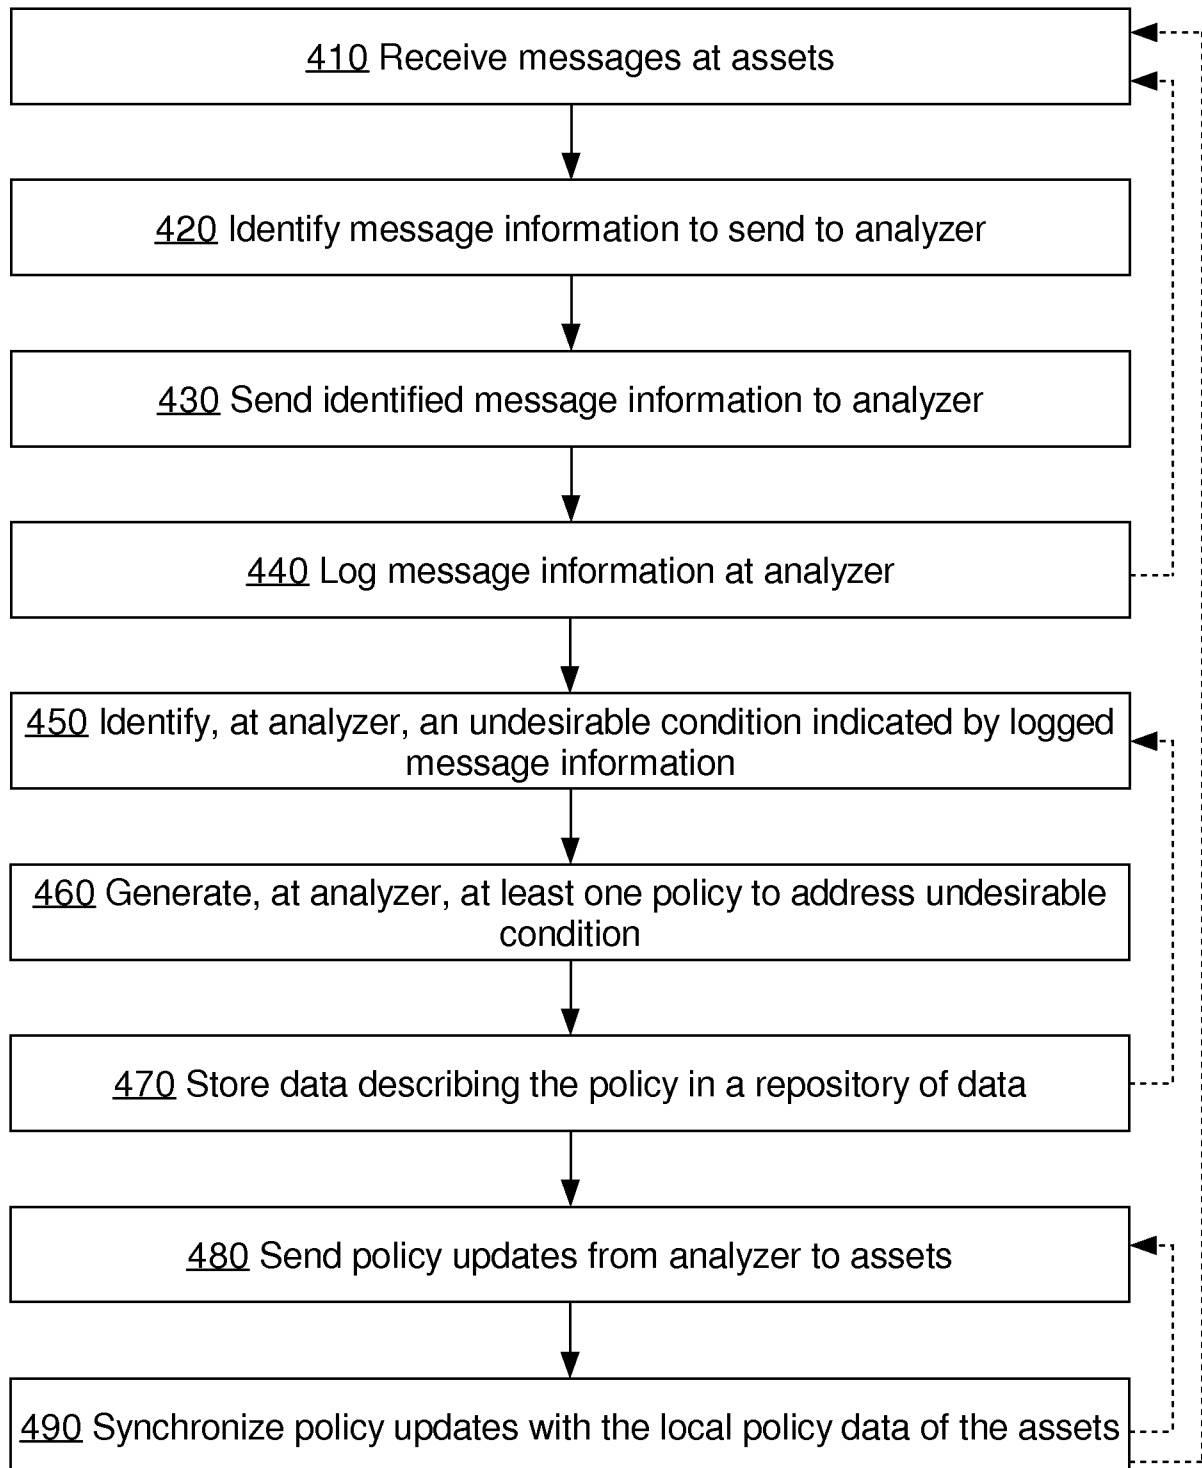 410 Receive messages at assets
420 Identify message information to send to analyzer
430 Send identified message information to analyzer
440 Log message information at analyzer
450 Identify, at analyzer, an undesirable condition indicated by logged
message information
460 Generate, at analyzer, at least one policy to address undesirable
condition
470 Store data describing the policy in a repository of data
480 Send policy updates from analyzer to assets
490 Synchronize policy updates with the local policy data of the assets